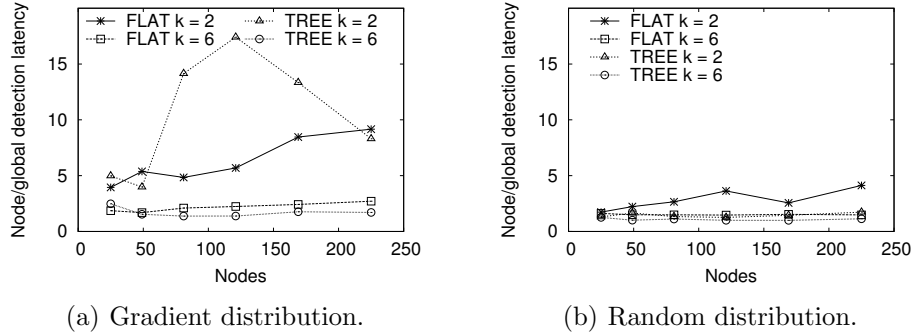 Node/global detection latency
20
15
10
5
0
FLAT k = 2
FLAT k = 6
TREE k = 2
TREE k = 6
0 50 100 150 200 250
Nodes
(a) Gradient distribution.
Node/global detection latency
20
15
10
5
0
FLAT k = 2
FLAT k = 6
TREE k = 2
TREE k = 6
0 50 100 150 200 250
Nodes
(b) Random distribution.